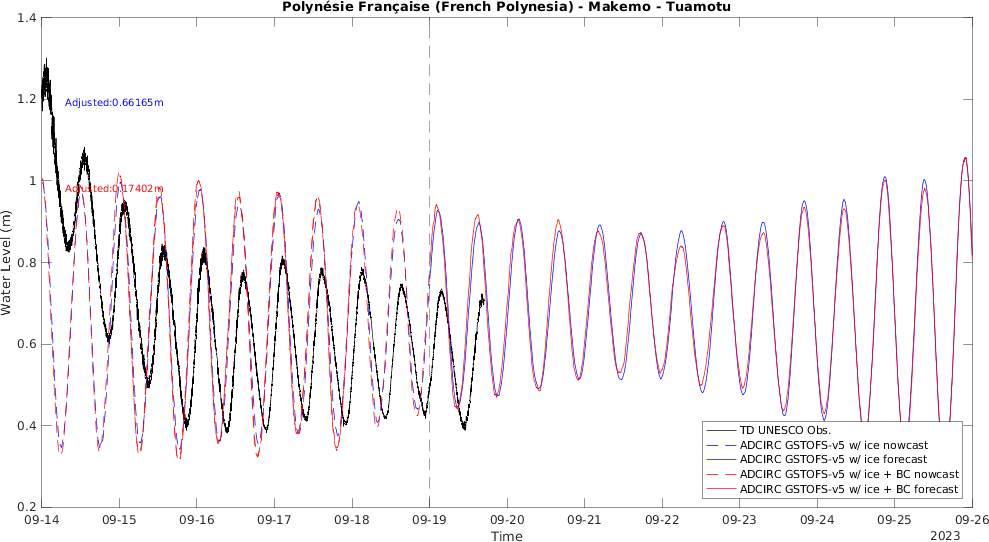 Polynésie Française (French Polynesia) - Makemo - Tuamotu
1.4
1.2
1
0.8
0.6
0.4
0.2
Water Level (m)
Adjusted:0.66165m
Adjusted:0.17402m
TD UNESCO Obs.
ADCIRC GSTOFS-v5 w/ ice nowcast
ADCIRC GSTOFS-v5 w/ ice forecast
ADCIRC GSTOFS-v5 w/ ice + BC nowcast
ADCIRC GSTOFS-v5 w/ ice + BC forecast
09-14 09-15 09-16 09-17 09-18 09-19 09-20 09-21 09-22 09-23 09-24 09-25 09-26
Time
2023